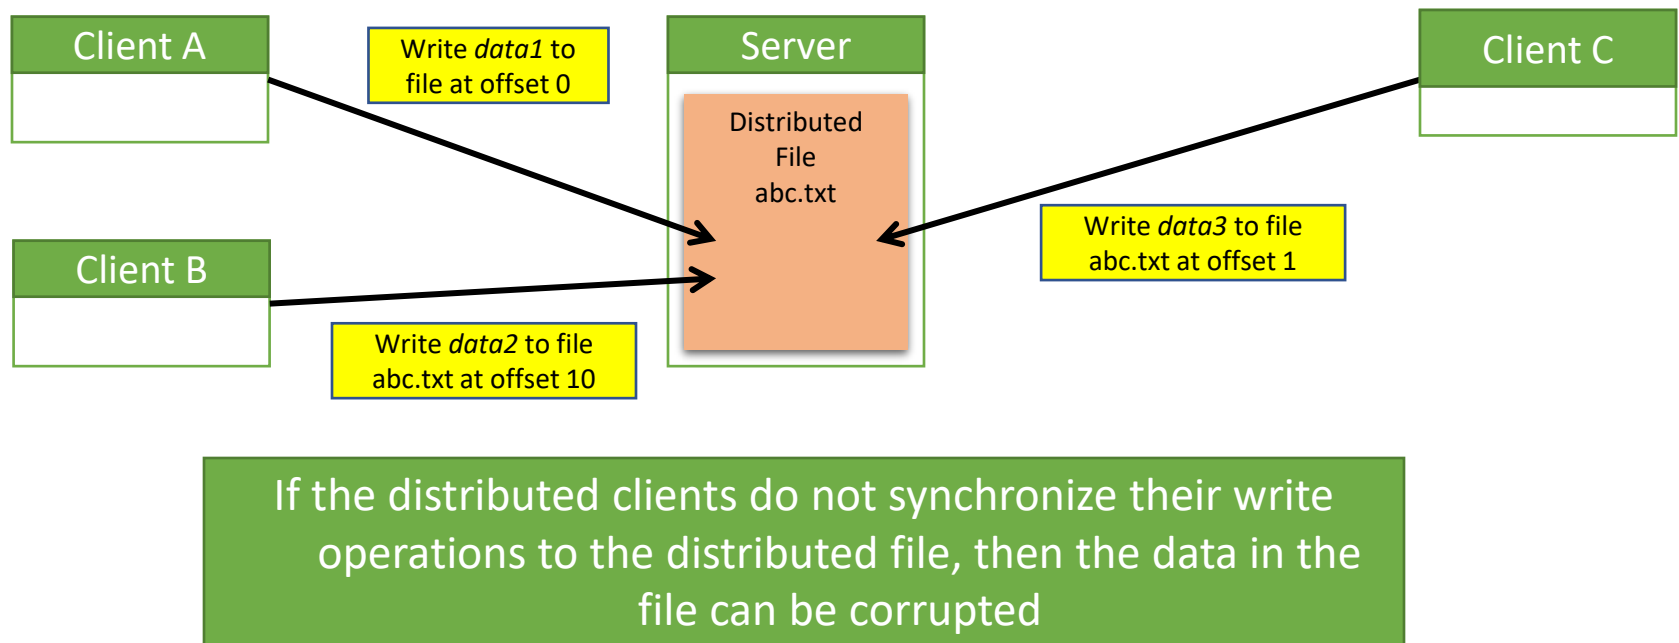 Client A
Write data1 to
file at offset 0
Server
Client C
Distributed
File
abc.txt
Client B
Write data3 to file
abc.txt at offset 1
Write data2 to file
abc.txt at offset 10
If the distributed clients do not synchronize their write
operations to the distributed file, then the data in the
file can be corrupted